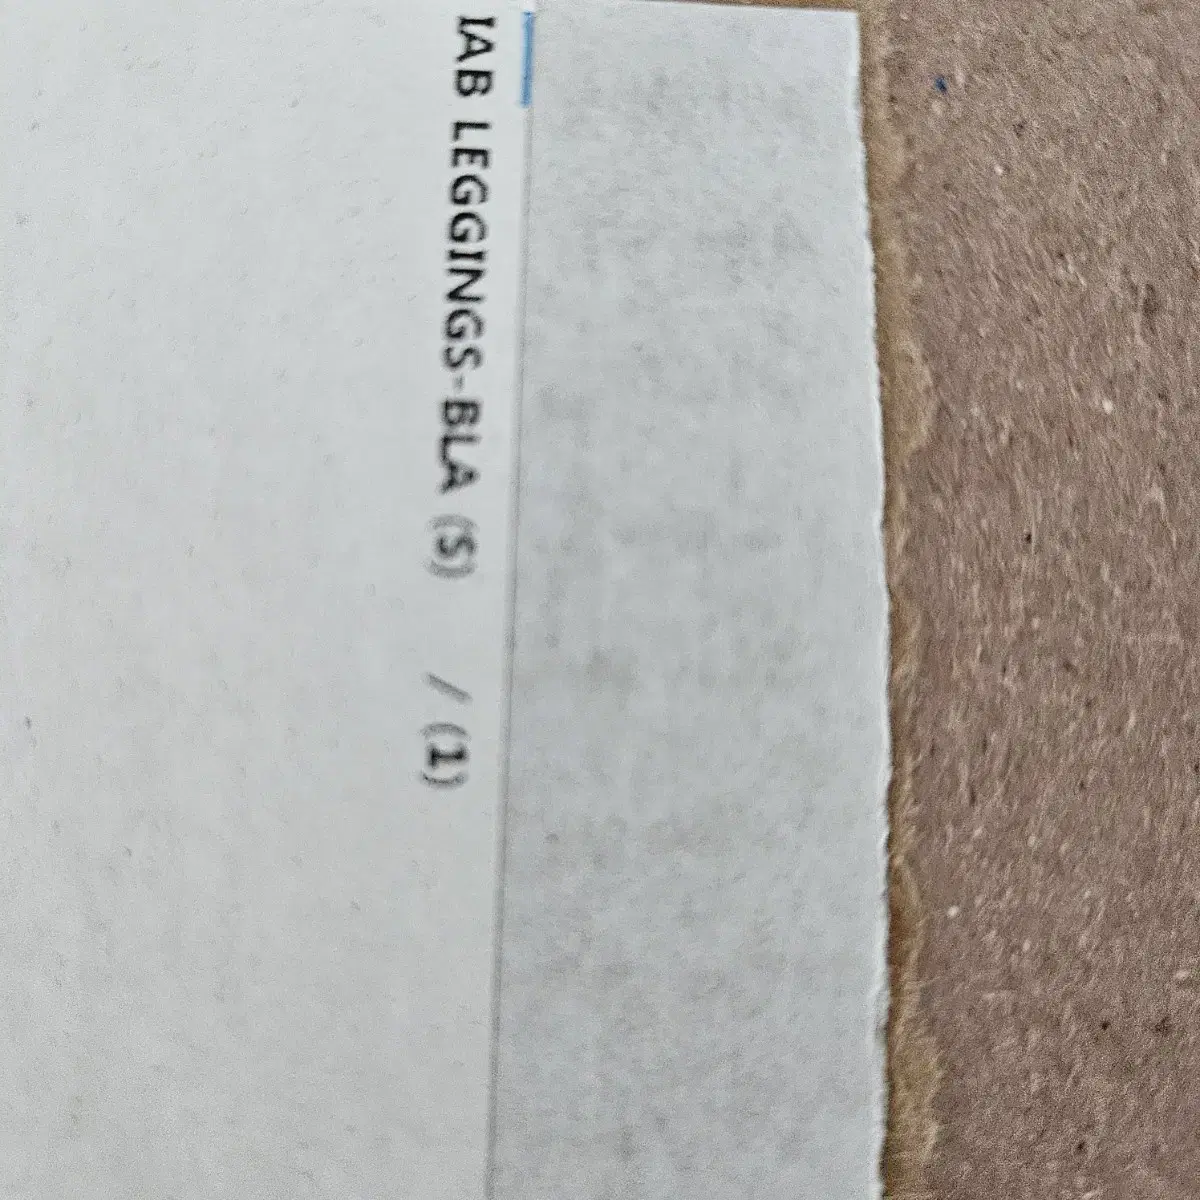 IAB LEGGINGS-BLA (S) / (1)